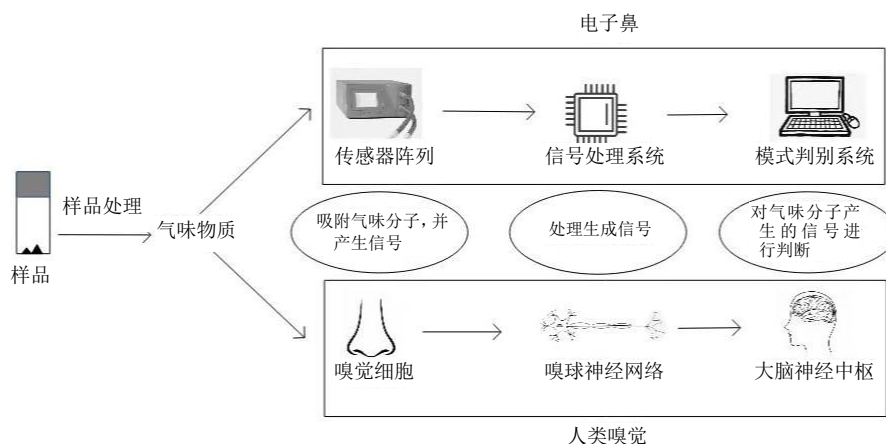 电子鼻
传感器阵列
信号处理系统
模式判别系统
样品处理
气味物质
样品
吸附气味分子，并
产生信号
处理生成信号
对气味分子产
生的信号进
行判断
嗅觉细胞
嗅球神经网络
大脑神经中枢
人类嗅觉